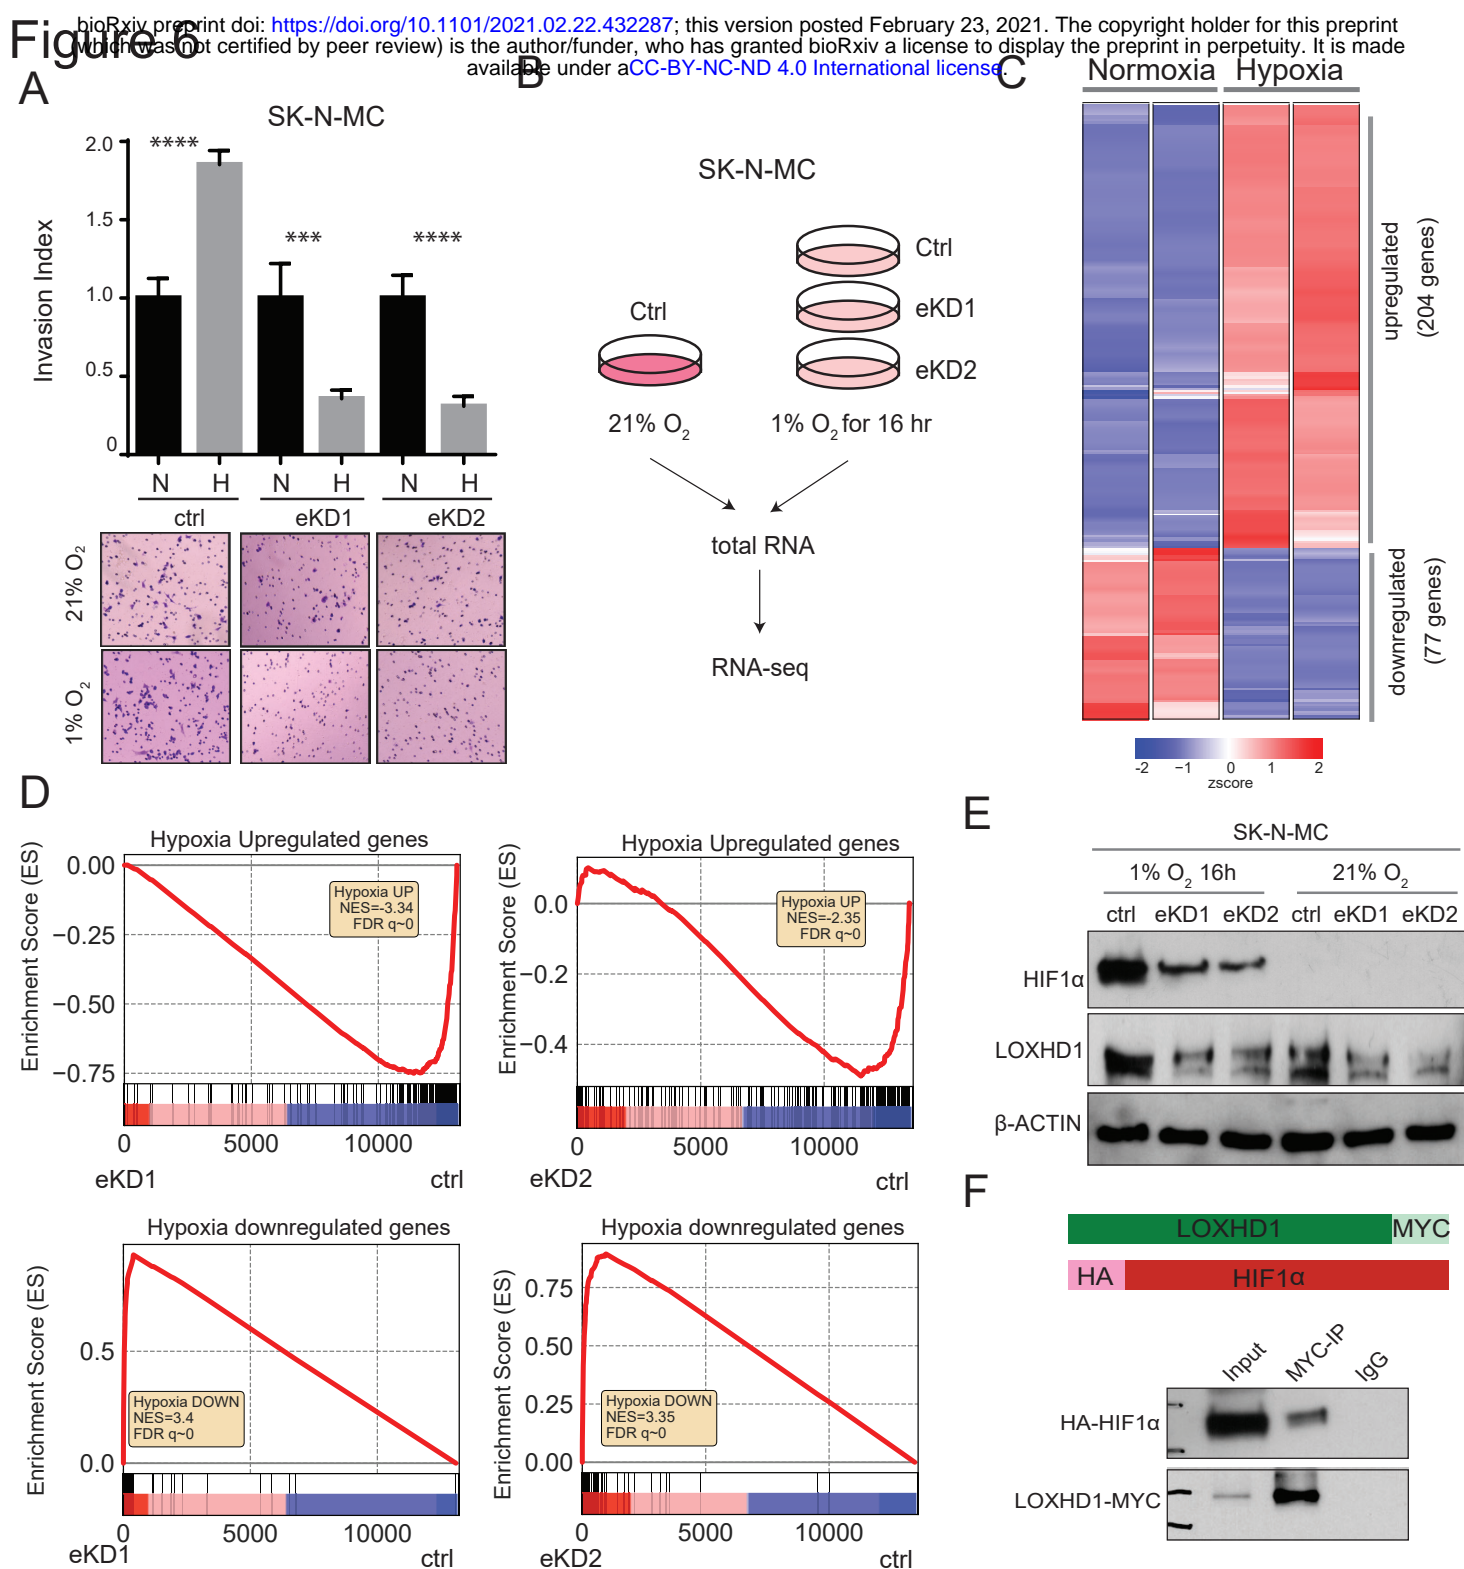 bioRxiv preprint doi: https://doi.org/10.1101/2021.02.22.432287; this version posted February 23, 2021. The copyright holder for this preprint
(which was not certified by peer review) is the author/funder, who has granted bioRxiv a license to display the preprint in perpetuity. It is made
available under aCC-BY-NC-ND 4.0 International license.
Figure 6
A
SK-N-MC
Invasion Index
2.0
1.5
1.0
0.5
0
****
***
****
N H N H N H
ctrl eKD1 eKD2
21% O2
1% O2
B
SK-N-MC
Ctrl
Ctrl
eKD1
eKD2
21% O2
1% O2 for 16 hr
total RNA
RNA-seq
C
Normoxia Hypoxia
upregulated
(204 genes)
downregulated
(77 genes)
-2 −1 0 1 2
zscore
D
Hypoxia Upregulated genes
Enrichment Score (ES)
0.00
−0.25
−0.50
−0.75
Hypoxia UP
NES=-3.34
FDR q~0
0 5000 10000
eKD1 ctrl
Hypoxia Upregulated genes
Enrichment Score (ES)
0.0
−0.2
−0.4
Hypoxia UP
NES=-2.35
FDR q~0
0 5000 10000
eKD2 ctrl
Hypoxia downregulated genes
Enrichment Score (ES)
0.5
0.0
Hypoxia DOWN
NES=3.4
FDR q~0
0 5000 10000
eKD1 ctrl
Hypoxia downregulated genes
Enrichment Score (ES)
0.75
0.50
0.25
0.00
Hypoxia DOWN
NES=3.35
FDR q~0
0 5000 10000
eKD2 ctrl
E
SK-N-MC
1% O2 16h 21% O2
ctrl eKD1 eKD2 ctrl eKD1 eKD2
HIF1α
LOXHD1
β-ACTIN
F
LOXHD1 MYC
HA HIF1α
Input MYC-IP IgG
HA-HIF1α
LOXHD1-MYC